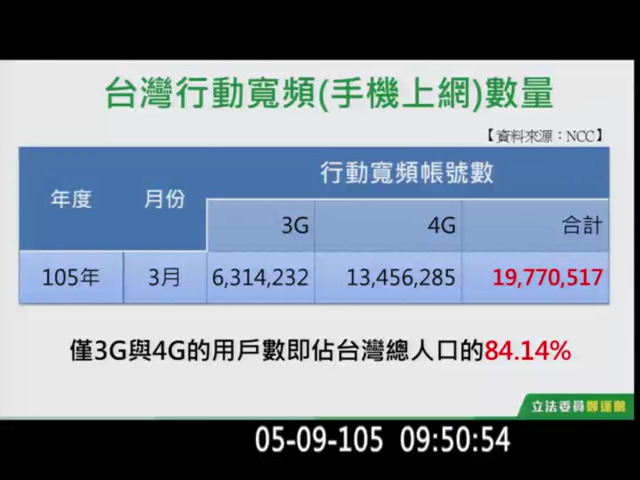 台灣行動寬頻(手機上網)數量
【資料來源：NCC】
年度 月份 行動寬頻帳號數
3G 4G 合計
105年 3月 6,314,232 13,456,285 19,770,517
僅3G與4G的用戶數即佔台灣總人口的84.14%
立法委員鄭運鵬
05-09-105 09:50:54